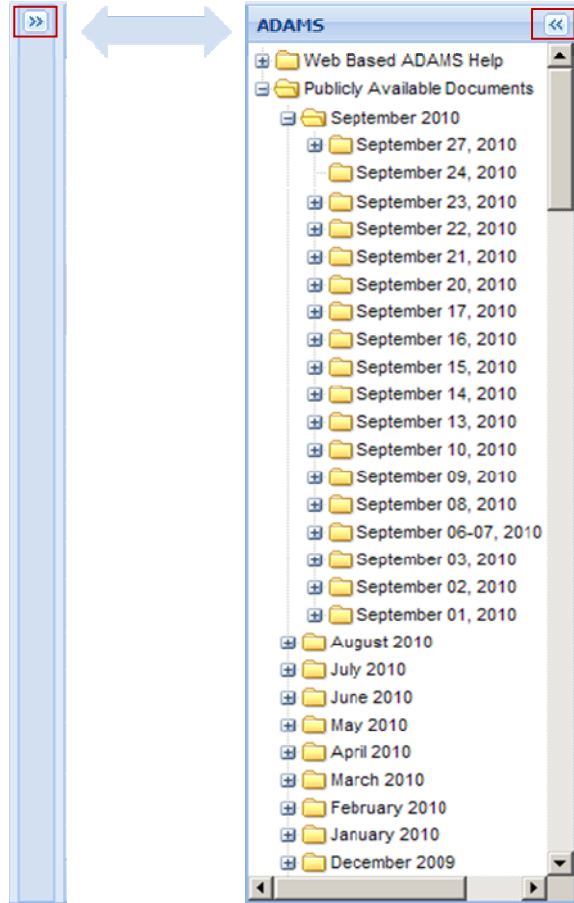 ADAMS
Web Based ADAMS Help
Publicly Available Documents
September 2010
September 27, 2010
September 24, 2010
September 23, 2010
September 22, 2010
September 21, 2010
September 20, 2010
September 17, 2010
September 16, 2010
September 15, 2010
September 14, 2010
September 13, 2010
September 10, 2010
September 09, 2010
September 08, 2010
September 06-07, 2010
September 03, 2010
September 02, 2010
September 01, 2010
August 2010
July 2010
June 2010
May 2010
April 2010
March 2010
February 2010
January 2010
December 2009